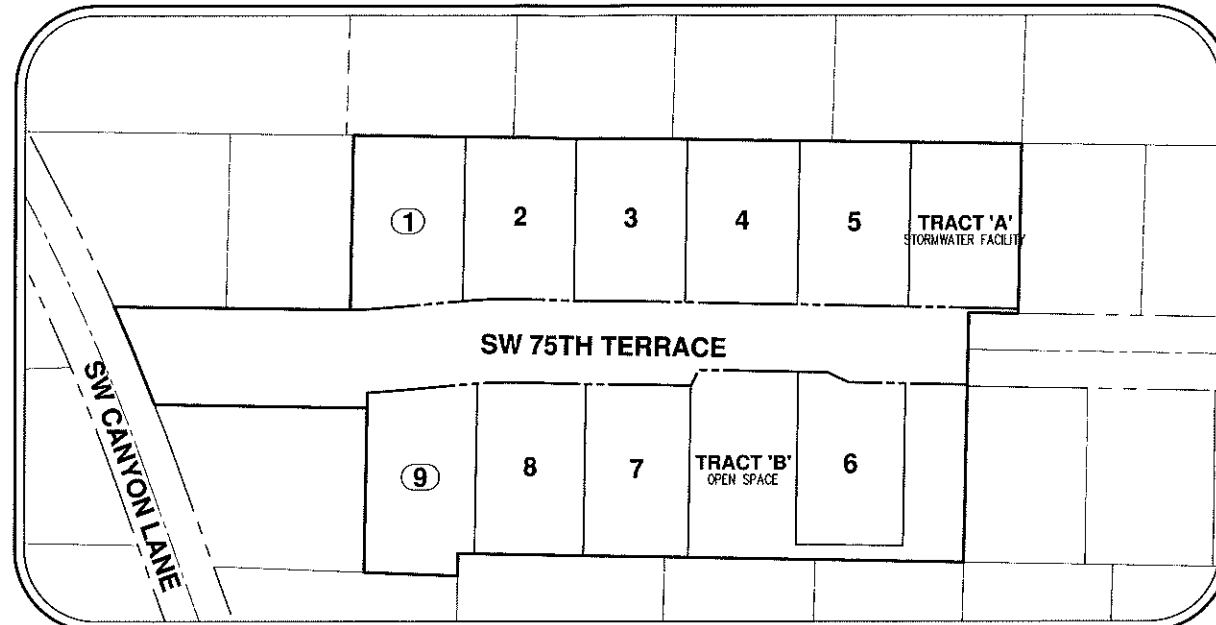 1
2
3
4
5
TRACT 'A'
STORMWATER FACILITY
SW 75TH TERRACE
SW CANYON LANE
9
8
7
TRACT 'B'
OPEN SPACE
6